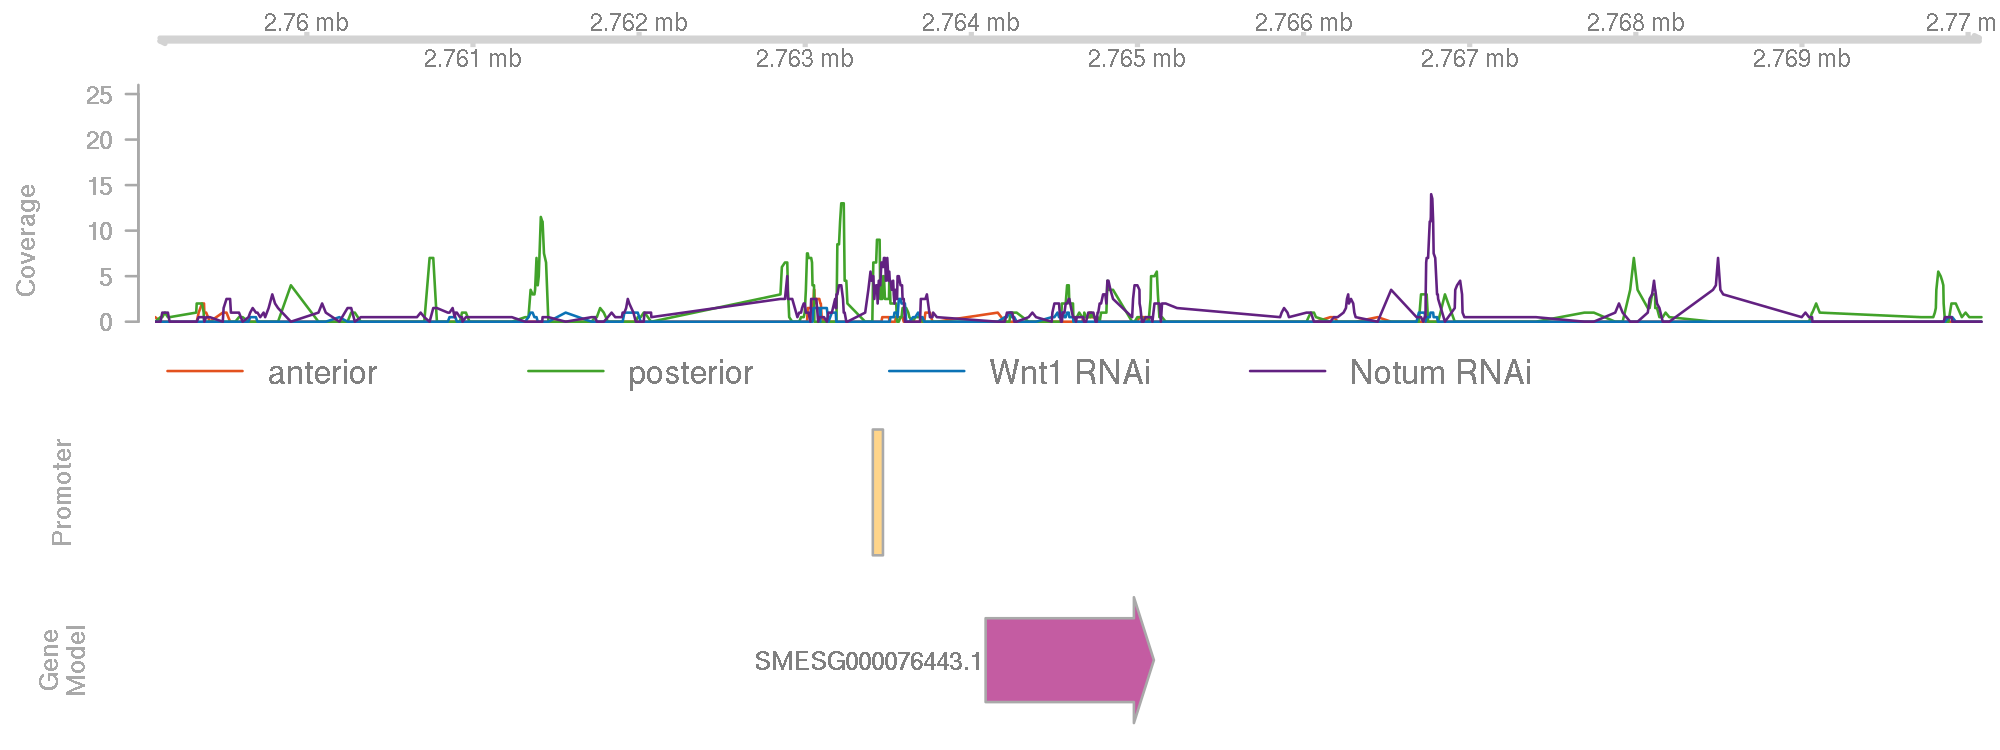 2.76 mb 2.762 mb 2.764 mb 2.766 mb 2.768 mb 2.77 m
2.761 mb 2.763 mb 2.765 mb 2.767 mb 2.769 mb
Coverage
25
20
15
10
5
0
anterior posterior Wnt1 RNAi Notum RNAi
Promoter
Gene
Model
SMESG000076443.1